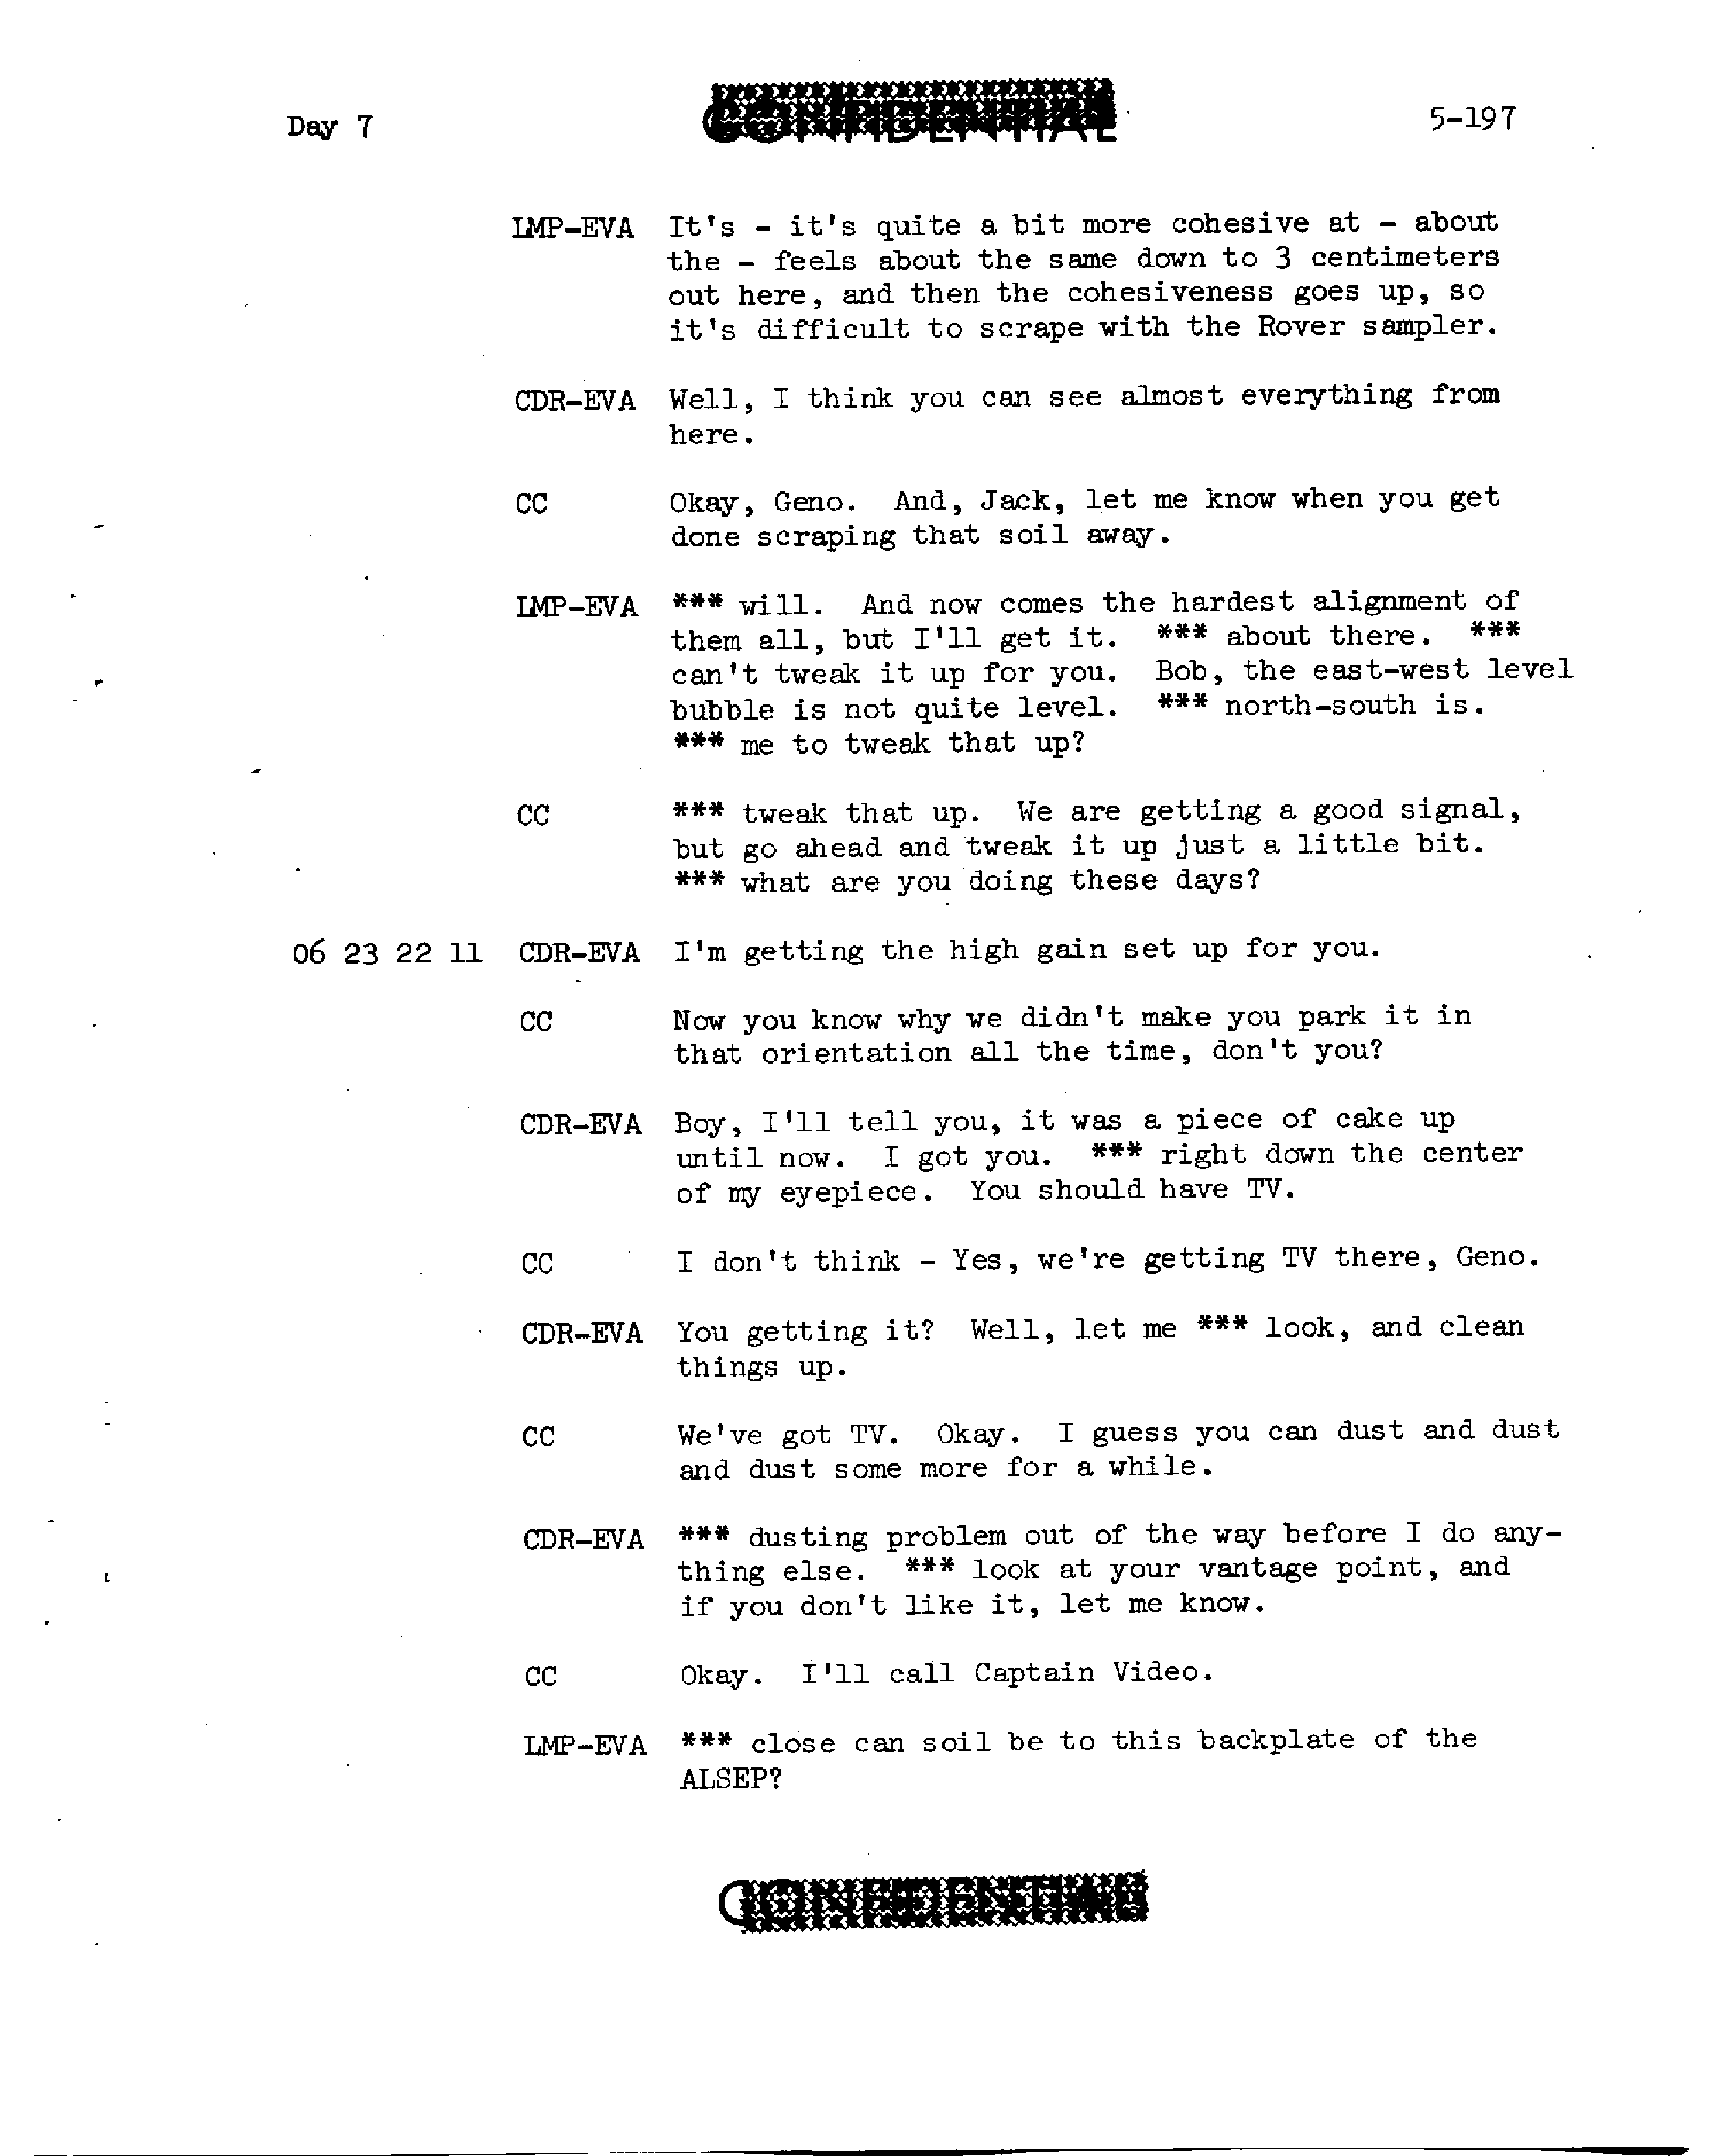 Day 7
CONFIDENTIAL
5-197
LMP-EVA It's - it's quite a bit more cohesive at - about
the - feels about the same down to 3 centimeters
out here, and then the cohesiveness goes up, so
it's difficult to scrape with the Rover sampler.
CDR-EVA Well, I think you can see almost everything from
here.
CC Okay, Geno. And, Jack, let me know when you get
done scraping that soil away.
LMP-EVA *** will. And now comes the hardest alignment of
them all, but I'll get it. *** about there. ***
can't tweak it up for you. Bob, the east-west level
bubble is not quite level. *** north-south is.
*** me to tweak that up?
CC *** tweak that up. We are getting a good signal,
but go ahead and tweak it up just a little bit.
*** what are you doing these days?
06 23 22 11 CDR-EVA I'm getting the high gain set up for you.
CC Now you know why we didn't make you park it in
that orientation all the time, don't you?
CDR-EVA Boy, I'll tell you, it was a piece of cake up
until now. I got you. *** right down the center
of my eyepiece. You should have TV.
CC I don't think - Yes, we're getting TV there, Geno.
CDR-EVA You getting it? Well, let me *** look, and clean
things up.
CC We've got TV. Okay. I guess you can dust and dust
and dust some more for a while.
CDR-EVA *** dusting problem out of the way before I do any-
thing else. *** look at your vantage point, and
if you don't like it, let me know.
CC Okay. I'll call Captain Video.
LMP-EVA *** close can soil be to this backplate of the
ALSEP?
CONFIDENTIAL